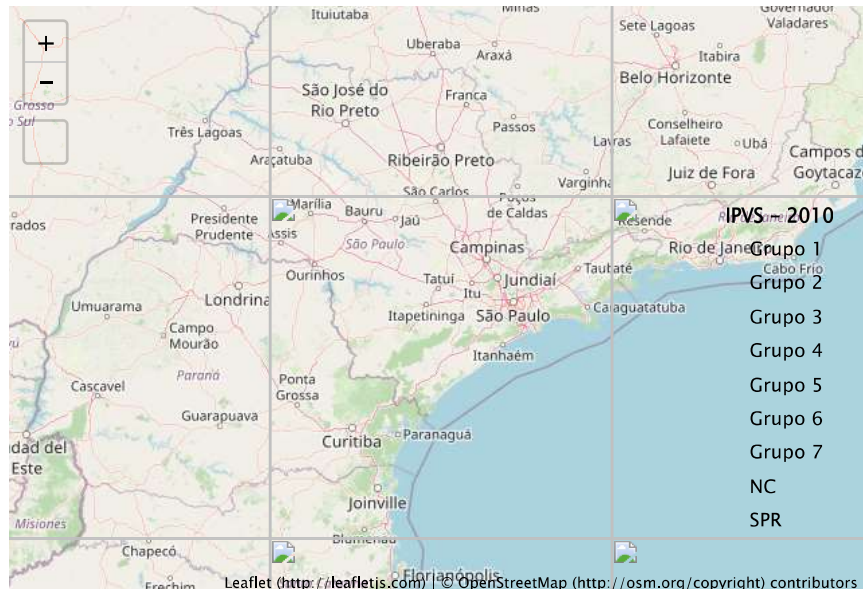 Ituiutaba
Minas
Governador
Valadares
+
Uberaba
Araxá
Sete Lagoas
Itabira
−
Belo Horizonte
São José do
Rio Preto
Franca
Grosso
o Sul
Três Lagoas
Passos
Conselheiro
Lafaiete
Ubá
Araçatuba
Ribeirão Preto
Lavras
Campos d
Goytacaze
Varginha
Juiz de Fora
São Carlos
Poços
de Caldas
Marília
Bauru
Jaú
Presidente
Prudente
Assis
São Paulo
Resende
IPVS – 2010
rados
Campinas
Rio de Janeiro
Grupo 1
Cabo Frio
Ourinhos
Tatuí
Jundiaí
Taubaté
Grupo 2
Londrina
Itu
Umuarama
Itapetininga
São Paulo
Caraguatatuba
Grupo 3
Campo
Mourão
Itanhaém
Grupo 4
Paraná
Cascavel
Ponta
Grossa
Grupo 5
Guarapuava
Grupo 6
Curitiba
Paranaguá
udad del
Este
Grupo 7
NC
Joinville
Misiones
SPR
Blumenau
Chapecó
Erechim
Florianópolis
Leaflet (http://leafletjs.com) | © OpenStreetMap (http://osm.org/copyright) contributors